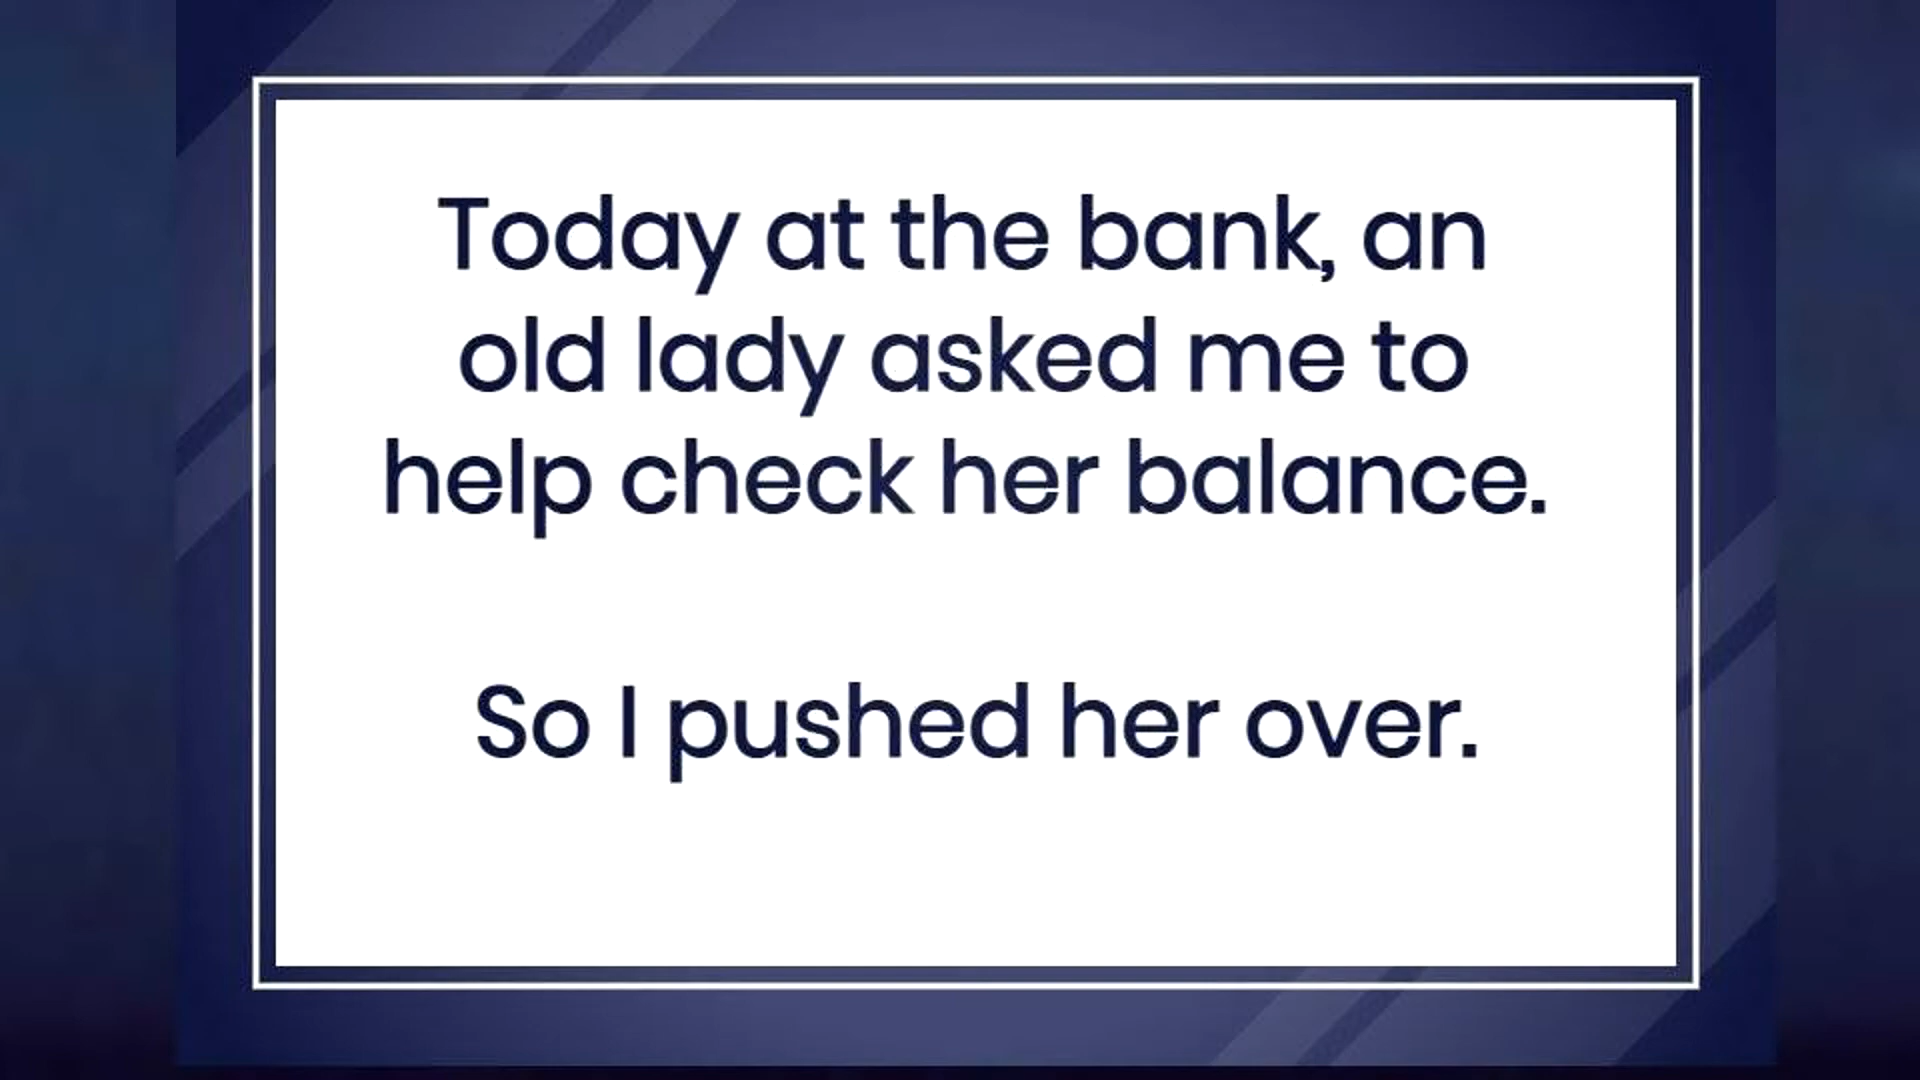 Today at the bank, an
old lady asked me to
help check her balance.
So I pushed her over.